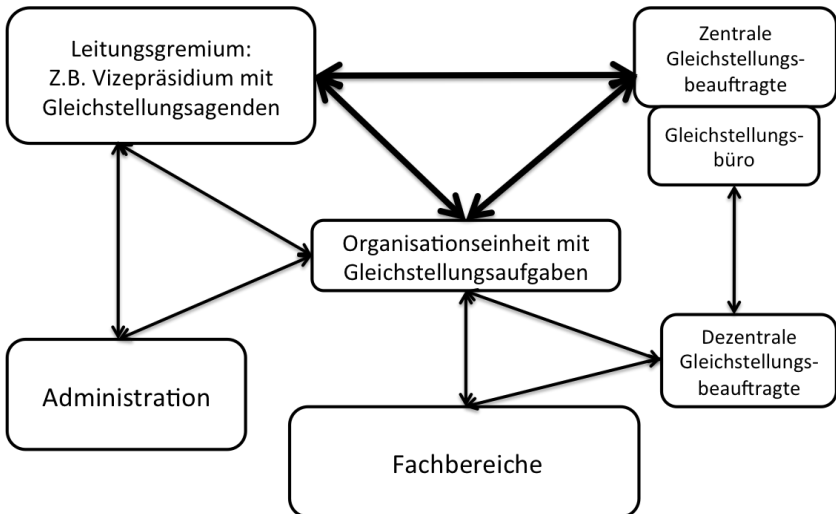 Leitungsgremium:
Z.B. Vizepräsidium mit
Gleichstellungsagenden
Zentrale
Gleichstellungs-
beauftragte
Gleichstellungs-
büro
Organisationseinheit mit
Gleichstellungsaufgaben
Administration
Dezentrale
Gleichstellungs-
beauftragte
Fachbereiche